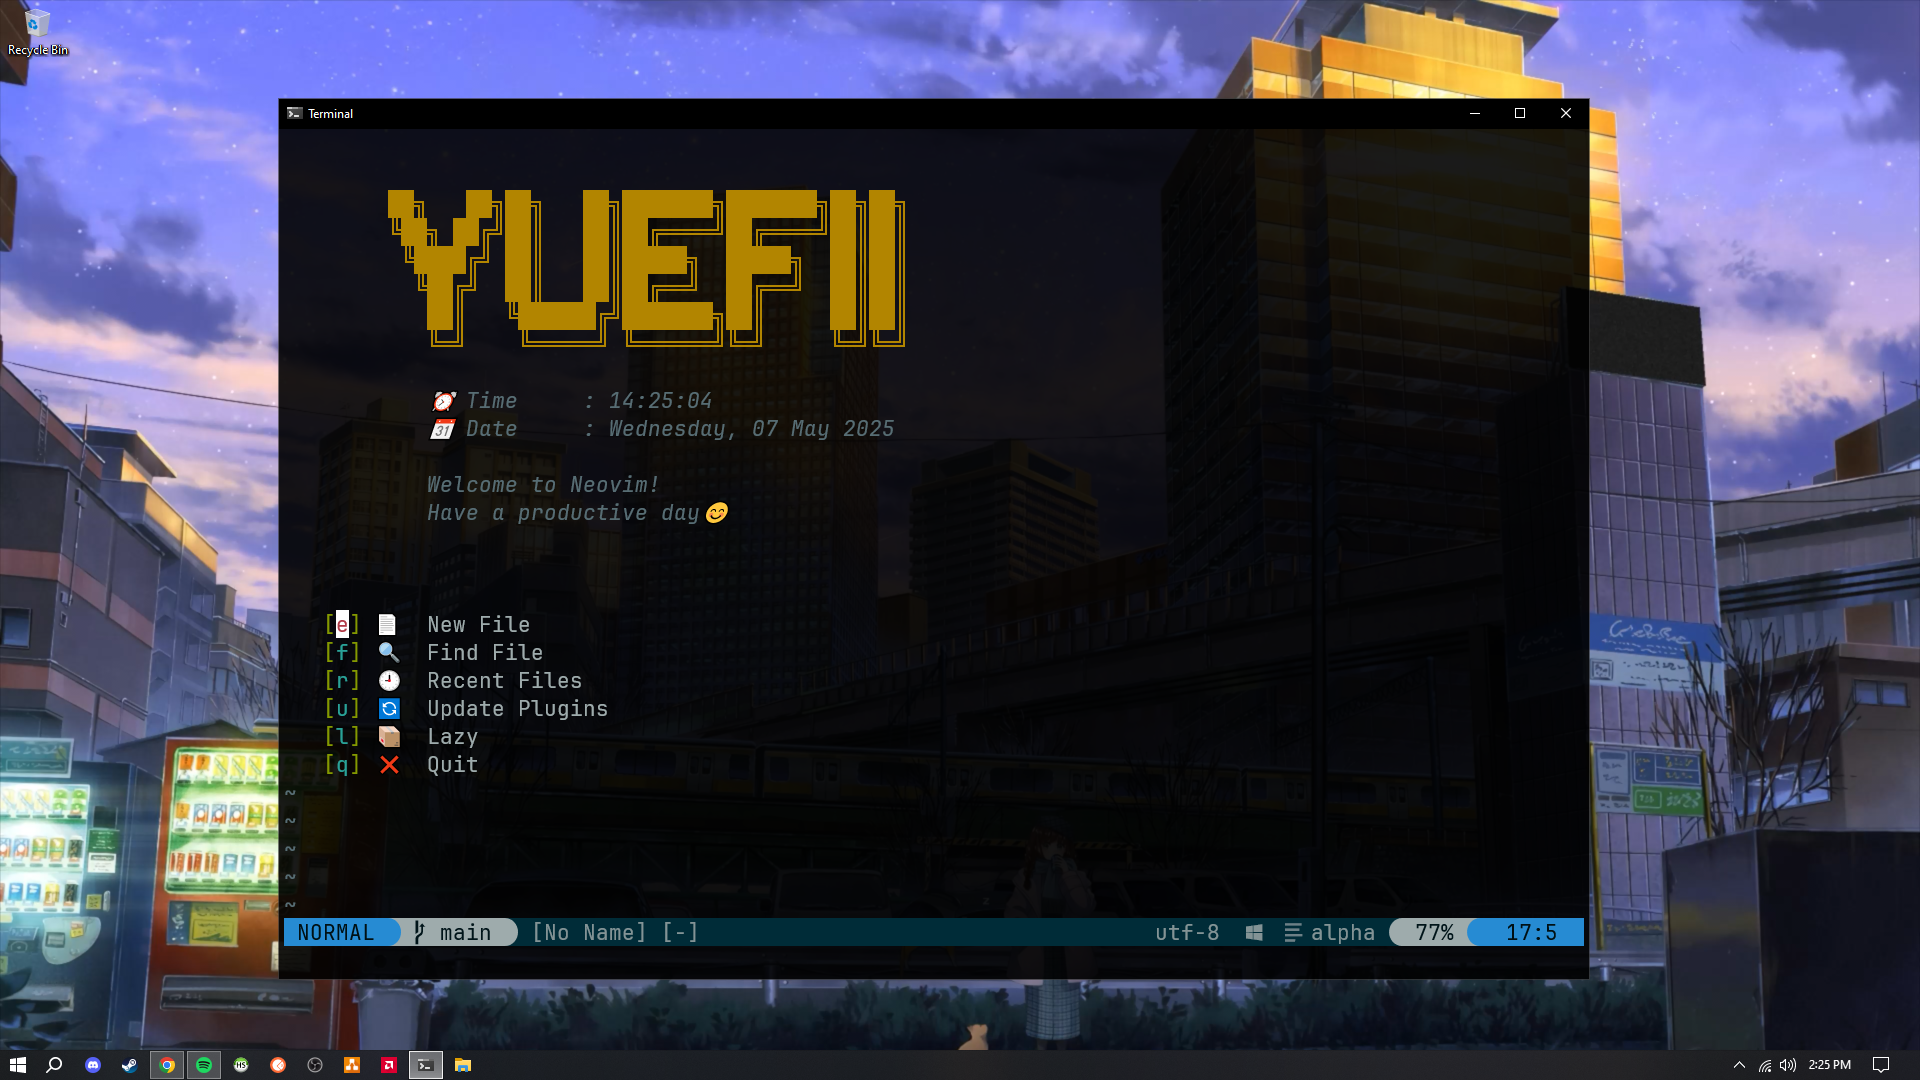 Recycle Bin
Terminal
YUEFII
Time : 14:25:04
Date : Wednesday, 07 May 2025
Welcome to Neovim!
Have a productive day😊
[e] New File
[f] Find File
[r] Recent Files
[u] Update Plugins
[l] Lazy
[q] Quit
~
~
~
~
~
NORMAL main [No Name] [-] utf-8 alpha 77% 17:5
2:25 PM